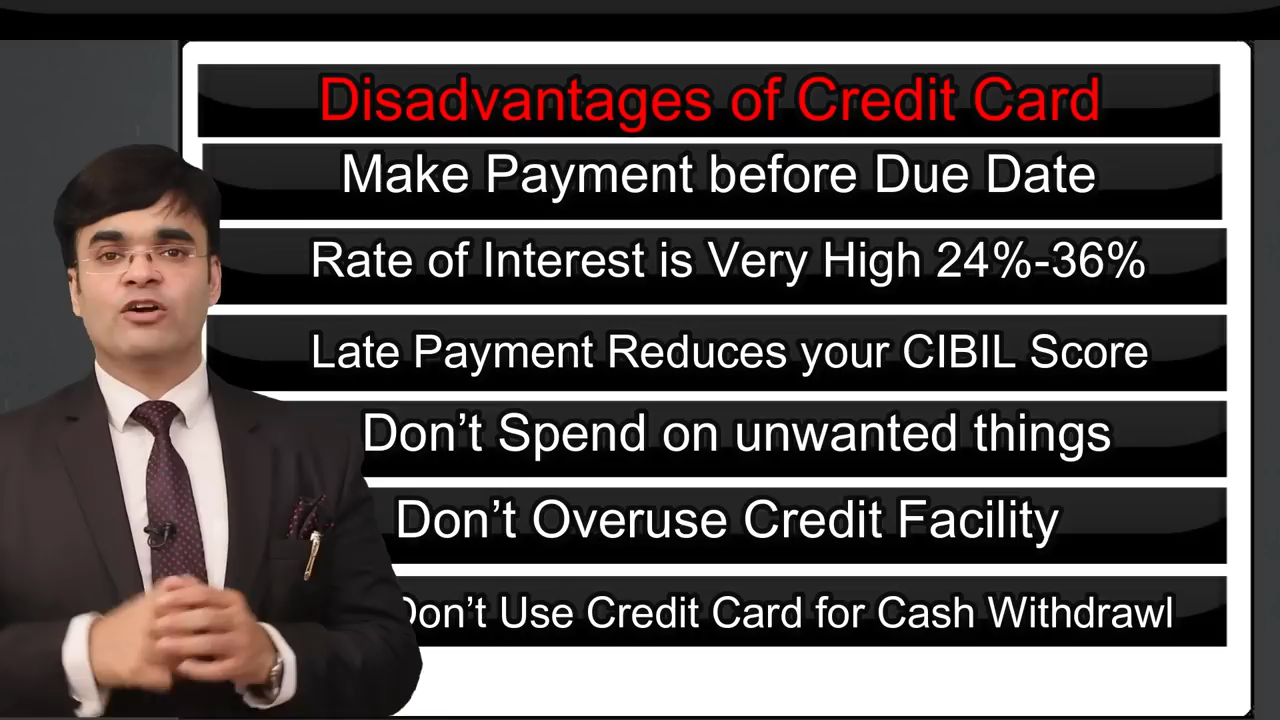 Disadvantages of Credit Card
Make Payment before Due Date
Rate of Interest is Very High 24%-36%
Late Payment Reduces your CIBIL Score
Don’t Spend on unwanted things
Don’t Overuse Credit Facility
Don’t Use Credit Card for Cash Withdrawl